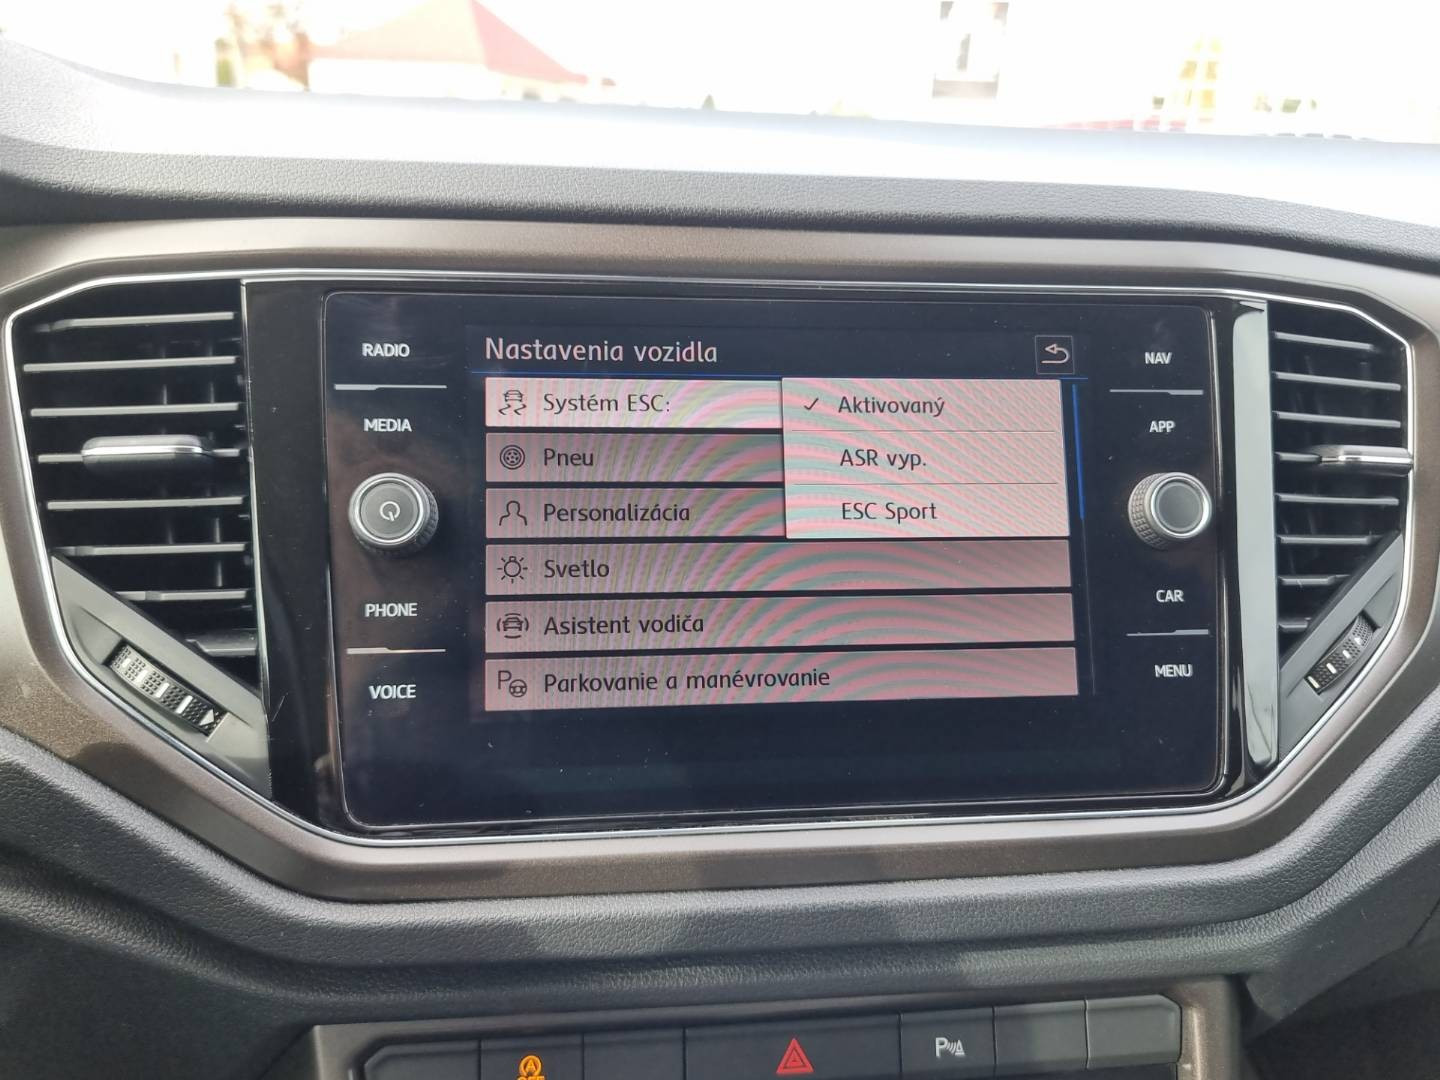 RADIO
MEDIA
PHONE
VOICE
Nastavenia vozidla
Systém ESC:
Pneu
Personalizácia
Svetlo
Asistent vodiča
Parkovanie a manévrovanie
Aktivovaný
ASR vyp.
ESC Sport
NAV
APP
CAR
MENU
A
OFF
P